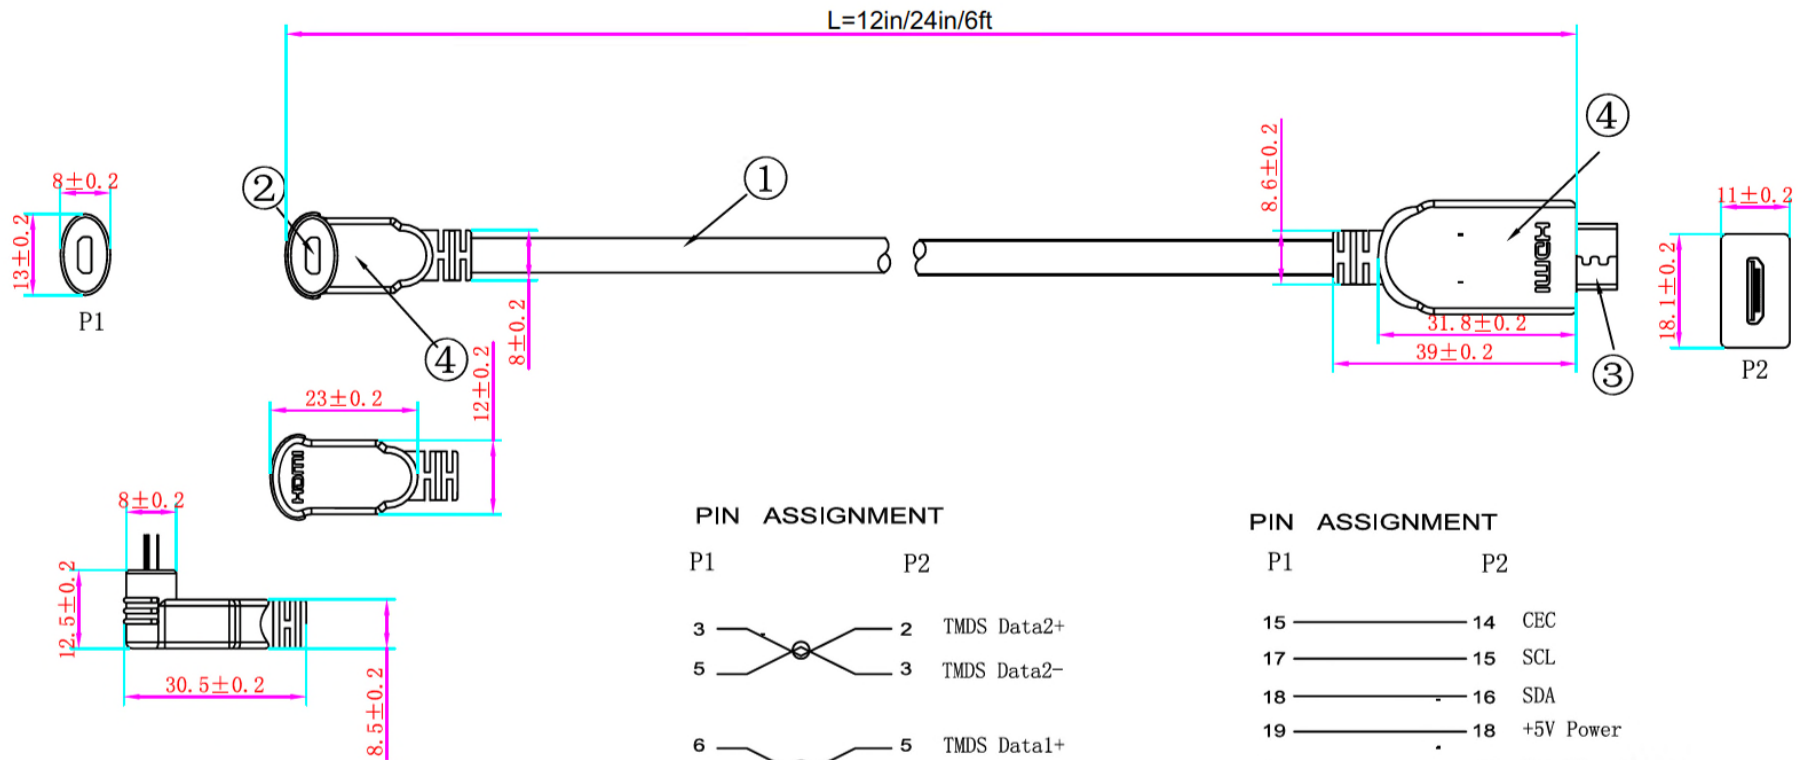 L=12in/24in/6ft
④
8.6±0.2
①
8±0.2
②
11±0.2
13±0.2
HDMI
18.1±0.2
P1
8±0.2
31.8±0.2
④
39±0.2
③
P2
12±0.2
23±0.2
HDMI
8±0.2
PIN ASSIGNMENT
PIN ASSIGNMENT
P1 P2
P1 P2
12.5±0.2
3 2 TMDS Data2+
15 14 CEC
5 3 TMDS Data2-
17 15 SCL
30.5±0.2
18 16 SDA
8.5±0.2
19 18 +5V Power
6 5 TMDS Data1+